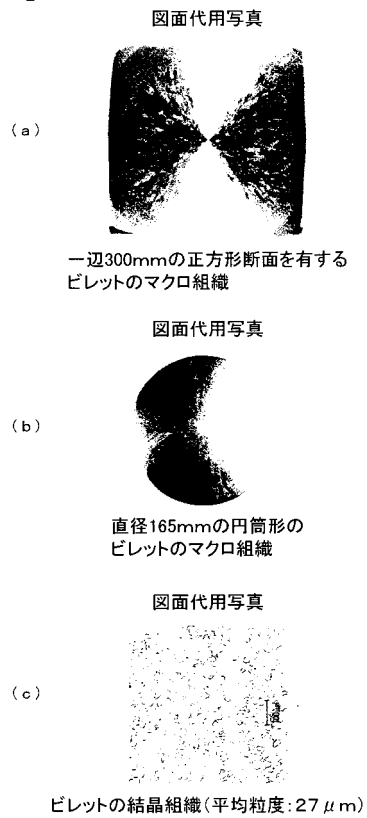 図面代用写真
(a)
一辺300mmの正方形断面を有する
ビレットのマクロ組織
図面代用写真
(b)
直径165mmの円筒形の
ビレットのマクロ組織
図面代用写真
(c)
ビレットの結晶組織(平均粒度:27μm)